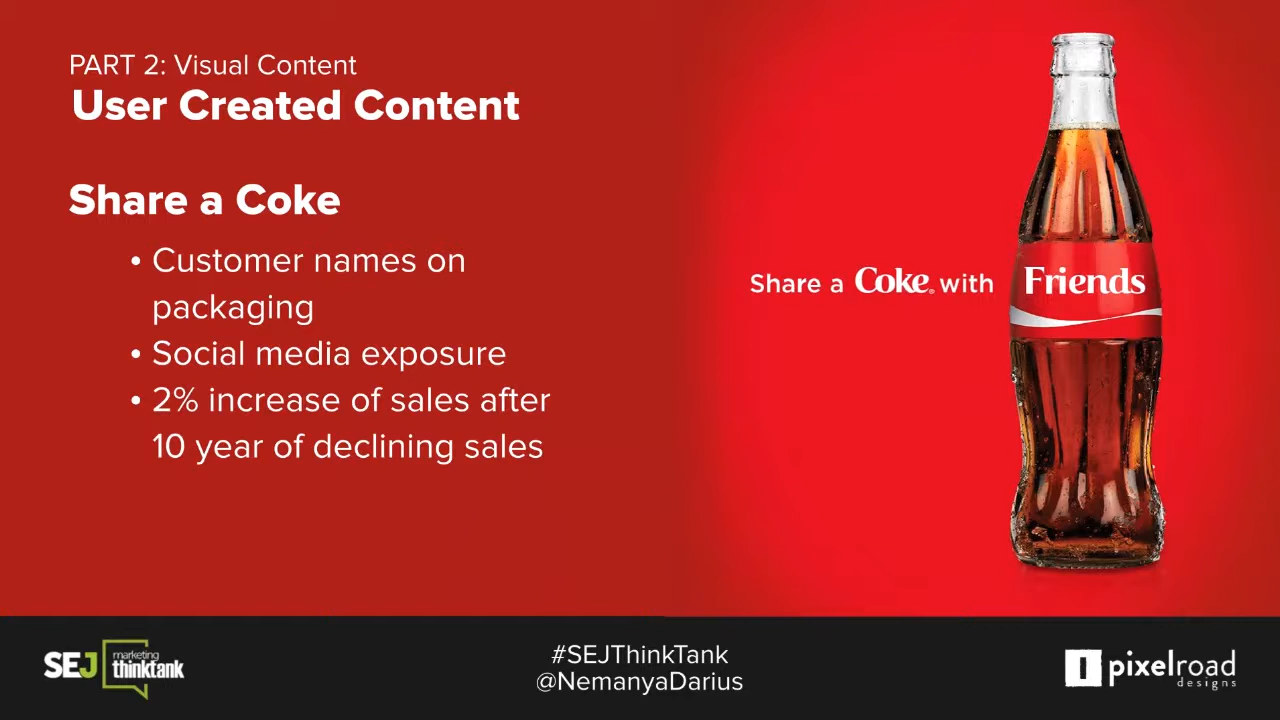 PART 2: Visual Content
User Created Content
Share a Coke
• Customer names on
packaging
• Social media exposure
• 2% increase of sales after
10 year of declining sales
Share a Coke® with Friends
SEJ marketing
thinktank
#SEJThinkTank
@NemanyaDarius
pixelroad
designs